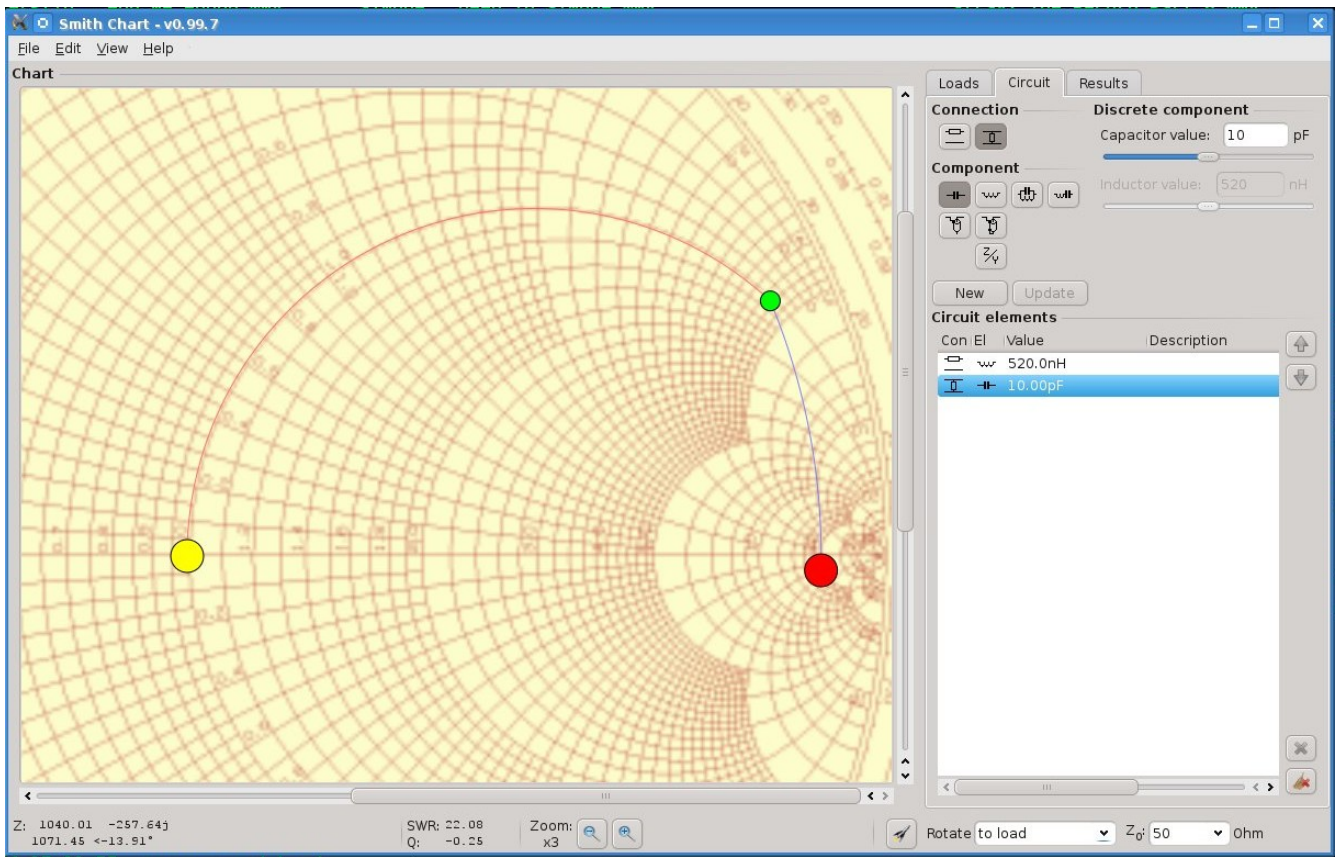 Smith Chart - v0.99.7
File Edit View Help
Chart
Loads Circuit Results
Connection
Discrete component
Capacitor value: 10 pF
Component
Inductor value: 520 nH
Z/Y
New Update
Circuit elements
Con El Value Description
520.0nH
10.00pF
Z: 1040.01 -257.64j
1071.45 <-13.91°
SWR: 22.08
Q: -0.25
Zoom:
x3
Rotate to load
Z0: 50 Ohm